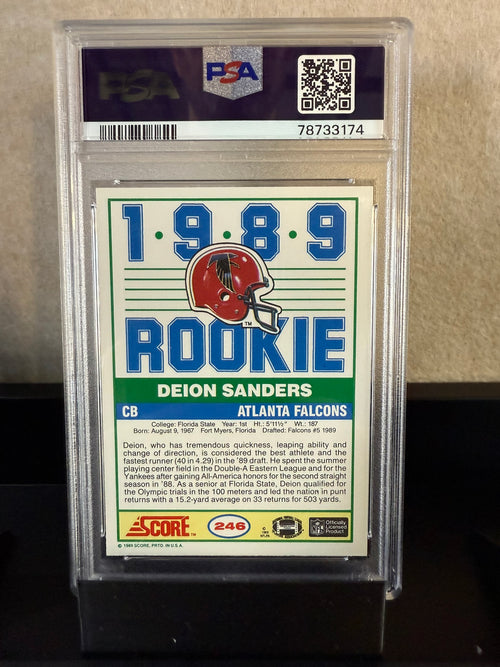 PSA PSA
78733174
1·9·8·9
TM
ROOKIE
DEION SANDERS
CB ATLANTA FALCONS
College: Florida State Year: 1st Ht.: 5'11½" Wt.: 187
Born: August 9, 1967 Fort Myers, Florida Drafted: Falcons #5 1989
Deion, who has tremendous quickness, leaping ability and
change of direction, is considered the best athlete and the
fastest runner (40 in 4.29) in the '89 draft. He spent the summer
playing center field in the Double-A Eastern League and for the
Yankees after gaining All-America honors for the second straight
season in '88. As a senior at Florida State, Deion qualified for
the Olympic trials in the 100 meters and led the nation in punt
returns with a 15.2-yard average on 33 returns for 503 yards.
SCORE™ 246 Officially
Licensed
Product
© 1989 SCORE, PRTD. IN U.S.A.